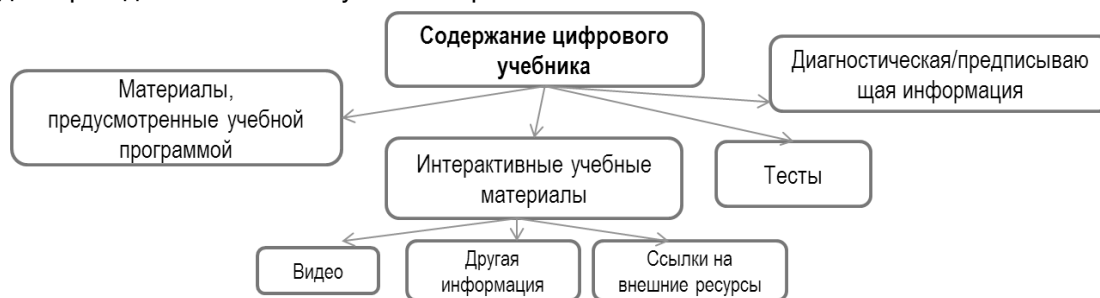 Содержание цифрового
учебника
Диагностическая/предписываю
щая информация
Материалы,
предусмотренные учебной
программой
Интерактивные учебные
материалы
Тесты
Видео
Другая
информация
Ссылки на
внешние ресурсы